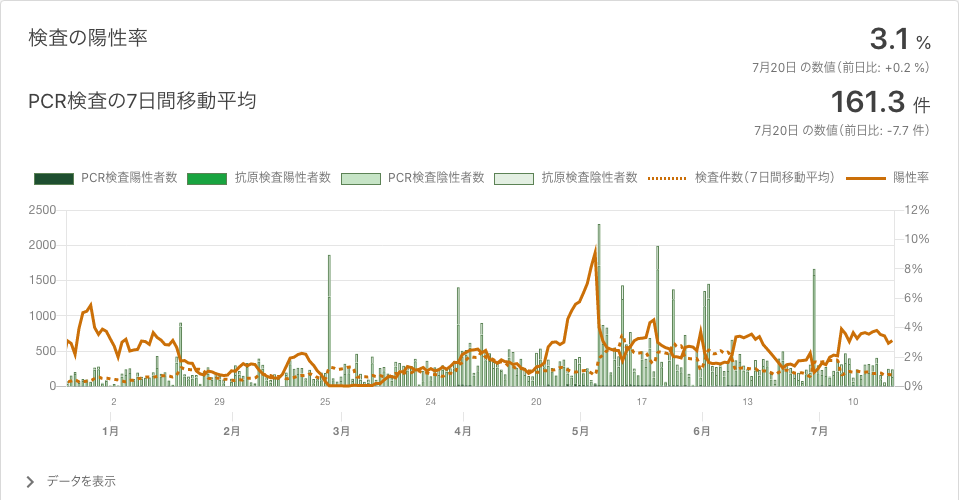 検査の陽性率
3.1 %
7月20日 の数値（前日比: +0.2 %）
PCR検査の7日間移動平均
161.3 件
7月20日 の数値（前日比: -7.7 件）
PCR検査陽性者数 抗原検査陽性者数 PCR検査陰性者数 抗原検査陰性者数 検査件数（7日間移動平均） 陽性率
2500 12%
2000 10%
1500 8%
1000 6%
500 4%
0 2%
0%
2 29 25 24 20 17 13 10
1月 2月 3月 4月 5月 6月 7月
データを表示